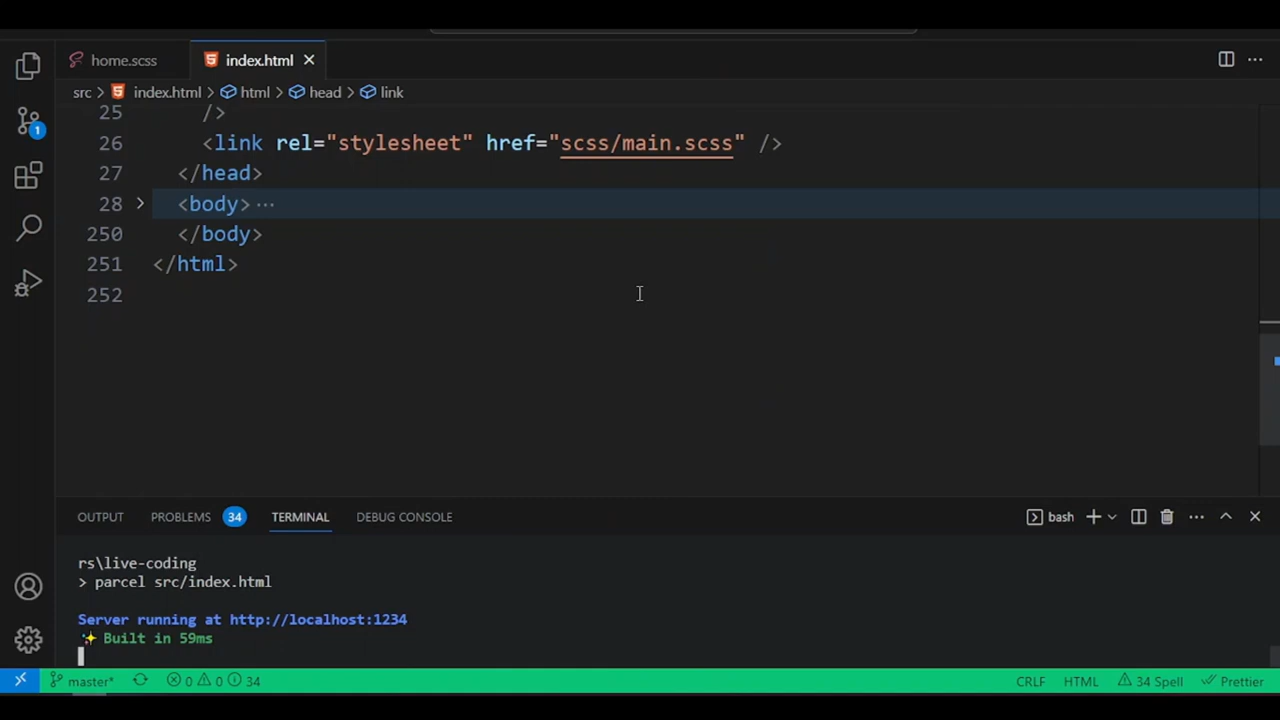 home.scss
index.html
src > index.html > html > head > link
25 />
26 <link rel="stylesheet" href="scss/main.scss" />
27 </head>
28 <body> ...
250 </body>
251 </html>
252
OUTPUT PROBLEMS 34 TERMINAL DEBUG CONSOLE bash
rs\live-coding
> parcel src/index.html
Server running at http://localhost:1234
✨ Built in 59ms
master* 0 0 34 CRLF HTML 34 Spell Prettier
1